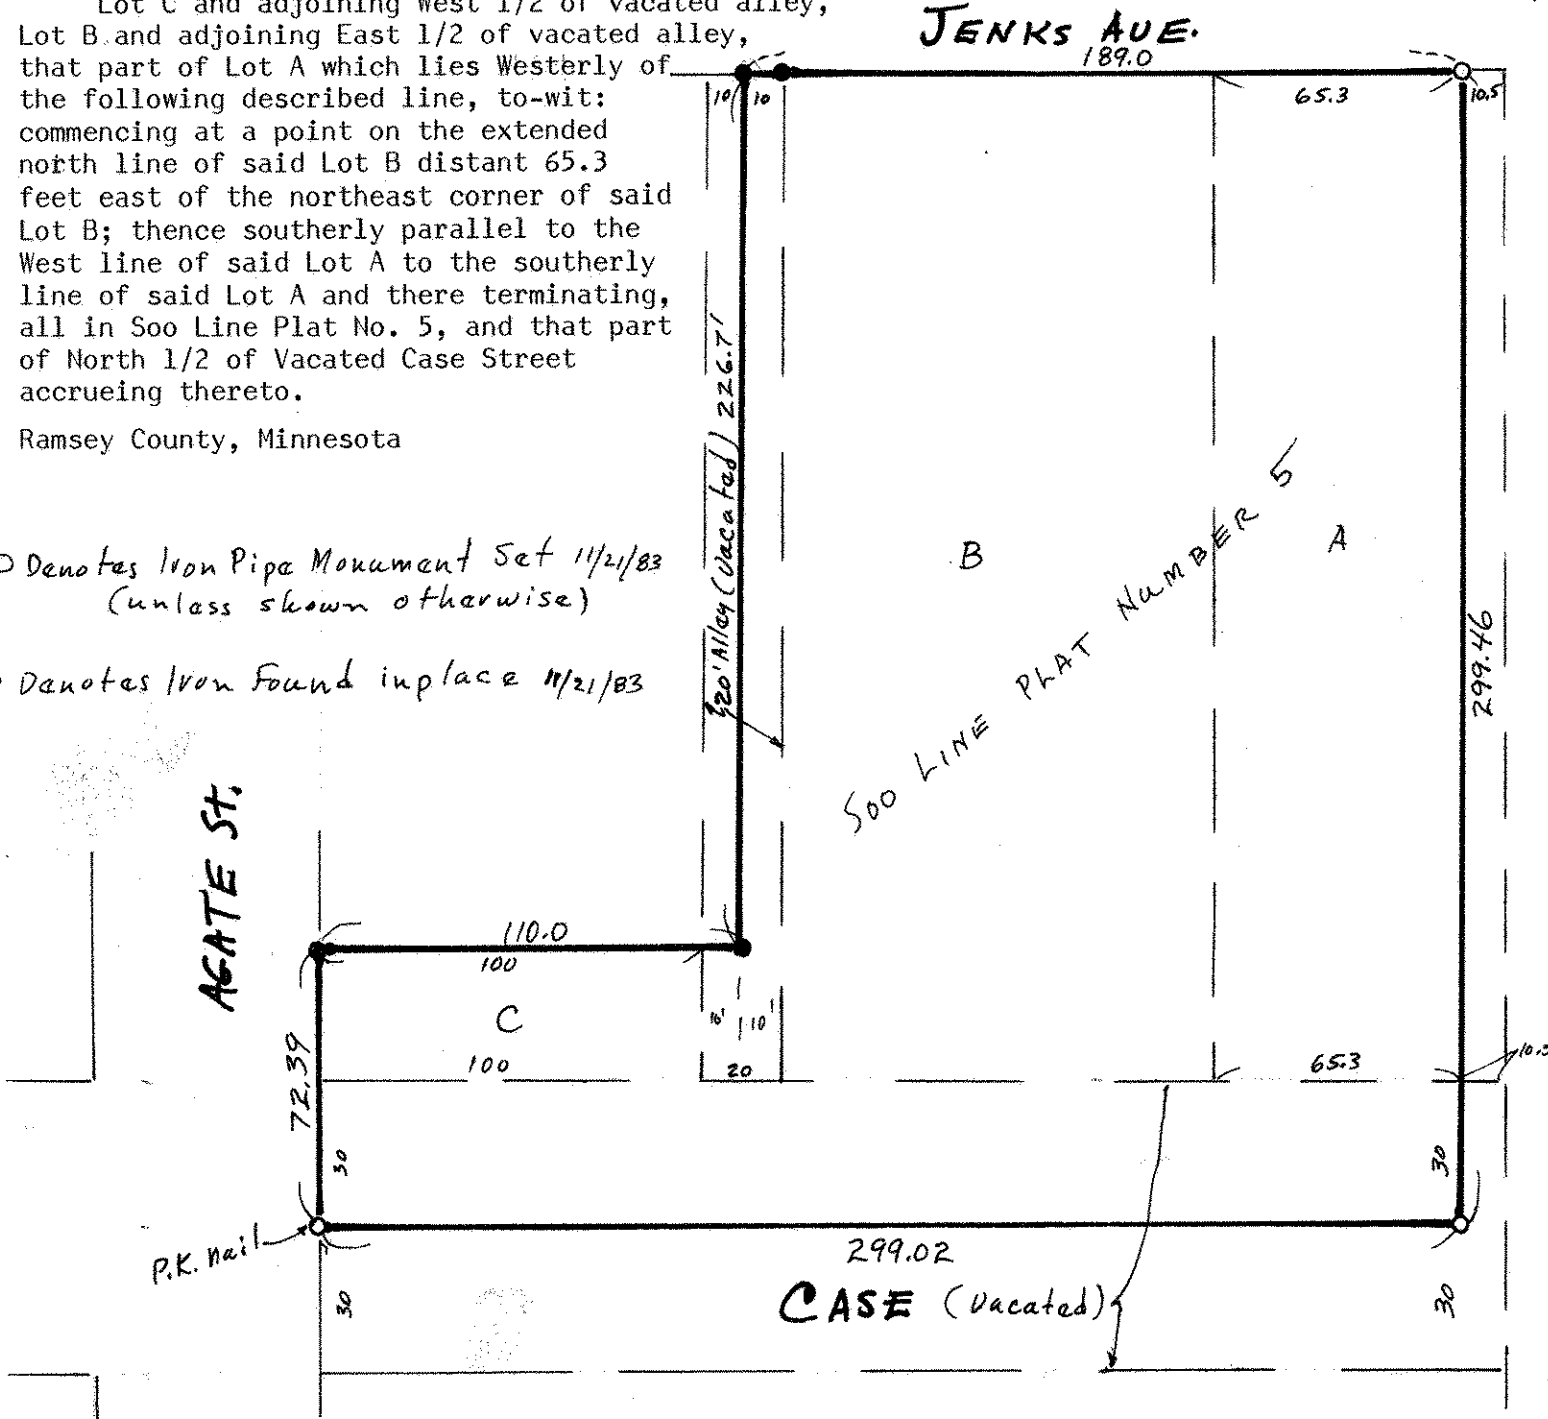 Lot C and adjoining West 1/2 of vacated alley,
Lot B and adjoining East 1/2 of vacated alley,
that part of Lot A which lies Westerly of
the following described line, to-wit:
commencing at a point on the extended
north line of said Lot B distant 65.3
feet east of the northeast corner of said
Lot B; thence southerly parallel to the
West line of said Lot A to the southerly
line of said Lot A and there terminating,
all in Soo Line Plat No. 5, and that part
of North 1/2 of Vacated Case Street
accrueing thereto.
Ramsey County, Minnesota
Denotes Iron Pipe Monument Set 11/21/83
(unless shown otherwise)
Denotes Iron Found inplace 11/21/83
JENKS AVE.
189.0
10
10
65.3
10.5
20' Alley (Vacated) 226.7'
B
A
SOO LINE PLAT NUMBER 5
299.46
AGATE St.
110.0
100
C
10'
10'
100
20
65.3
72.39
30
30
P.K. nail
299.02
30
CASE (Vacated)
30